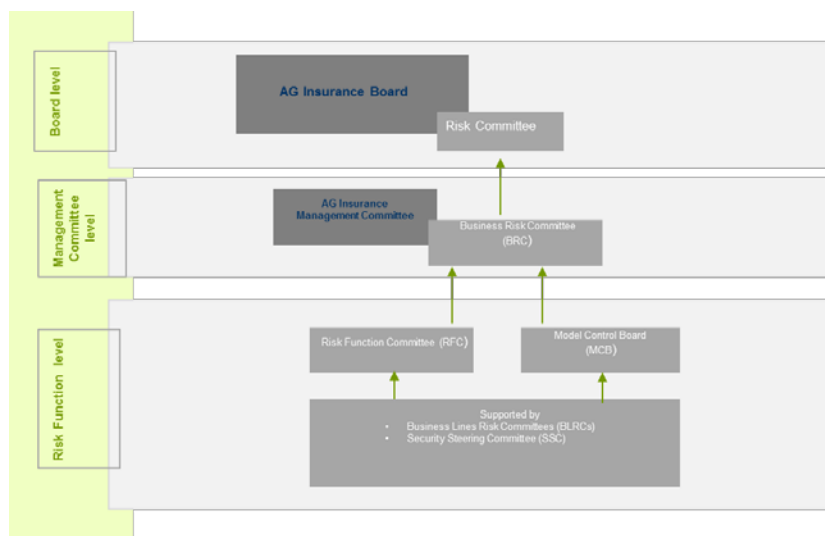 Board level
AG Insurance Board
Risk Committee
Management
Committee
level
AG Insurance
Management Committee
Business Risk Committee
(BRC)
Risk Function level
Risk Function Committee (RFC)
Model Control Board
(MCB)
Supported by
• Business Lines Risk Committees (BLRCs)
• Security Steering Committee (SSC)